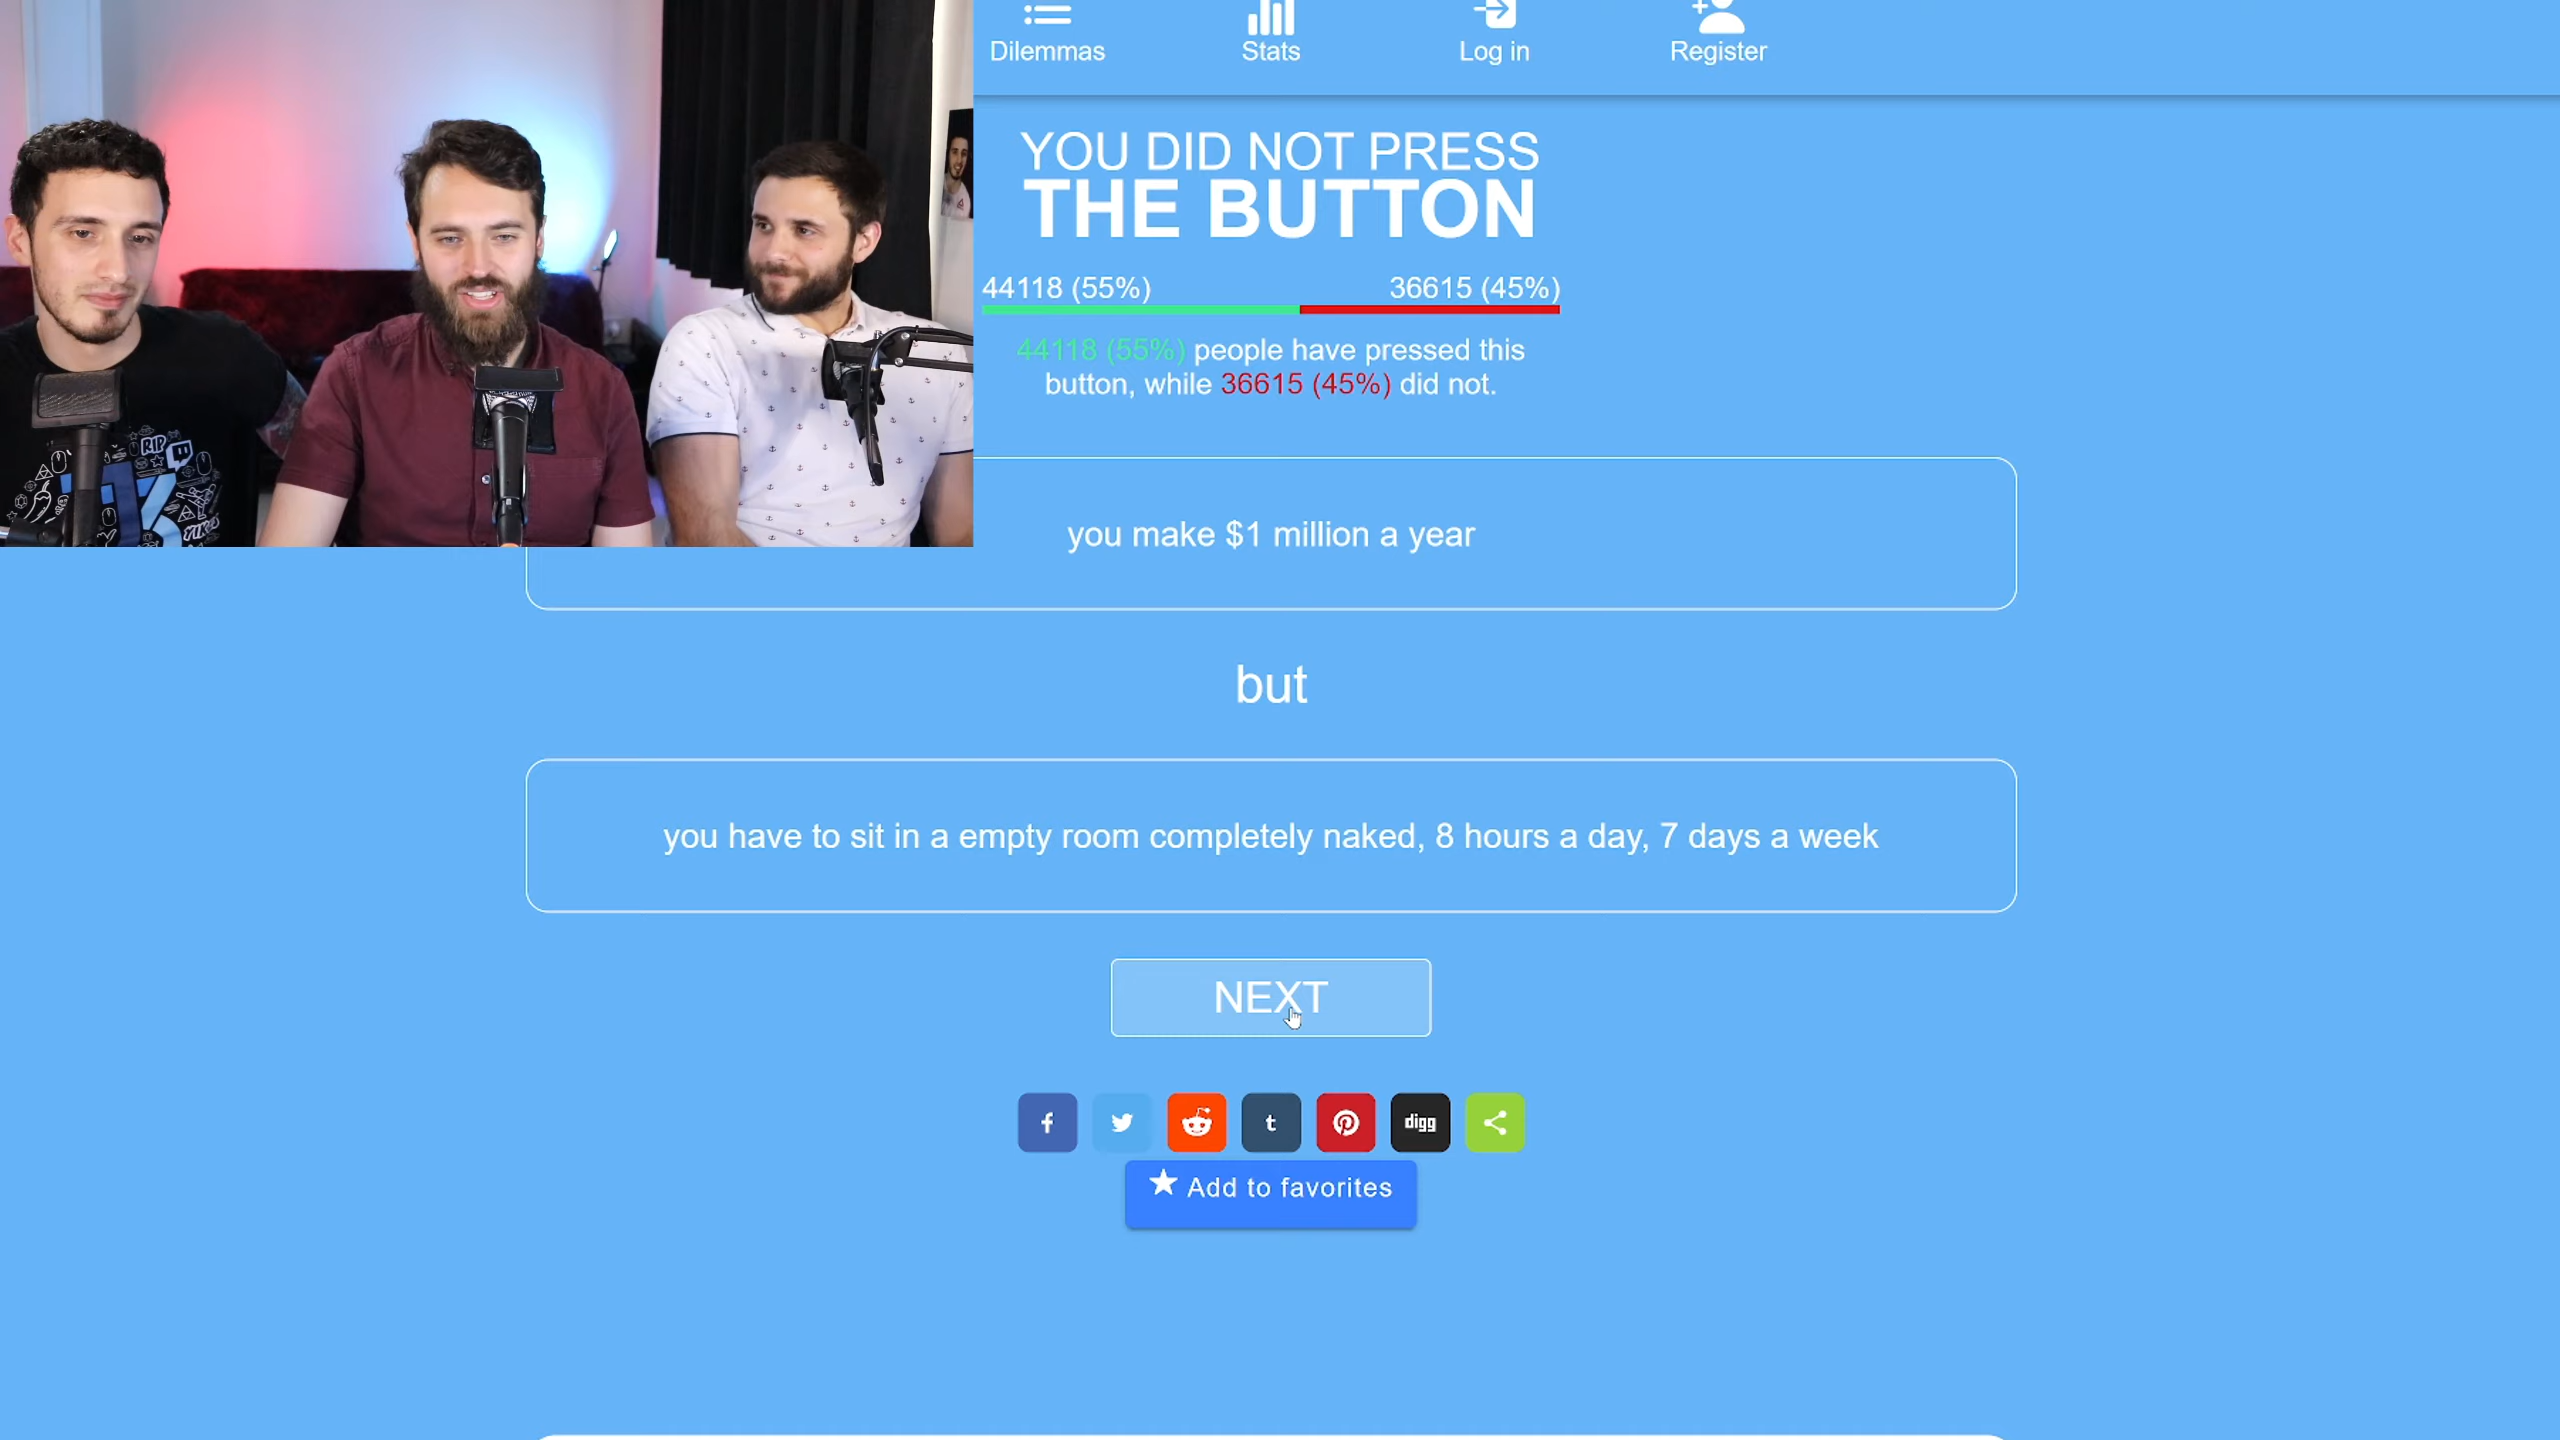 Dilemmas
Stats
Log in
Register
YOU DID NOT PRESS
THE BUTTON
44118 (55%)
36615 (45%)
44118 (55%) people have pressed this
button, while 36615 (45%) did not.
you make $1 million a year
but
you have to sit in a empty room completely naked, 8 hours a day, 7 days a week
NEXT
f
t
digg
Add to favorites
RIP
YIKES